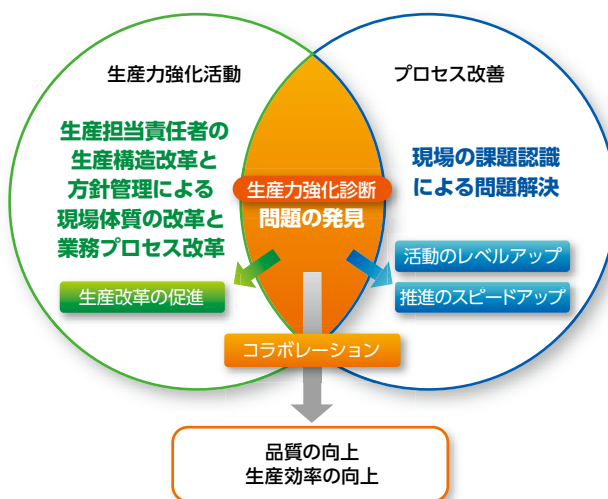 生産力強化活動
プロセス改善
生産担当責任者の
生産構造改革と
方針管理による
現場体質の改革と
業務プロセス改革
現場の課題認識
による問題解決
生産力強化診断
問題の発見
活動のレベルアップ
生産改革の促進
推進のスピードアップ
コラボレーション
品質の向上
生産効率の向上